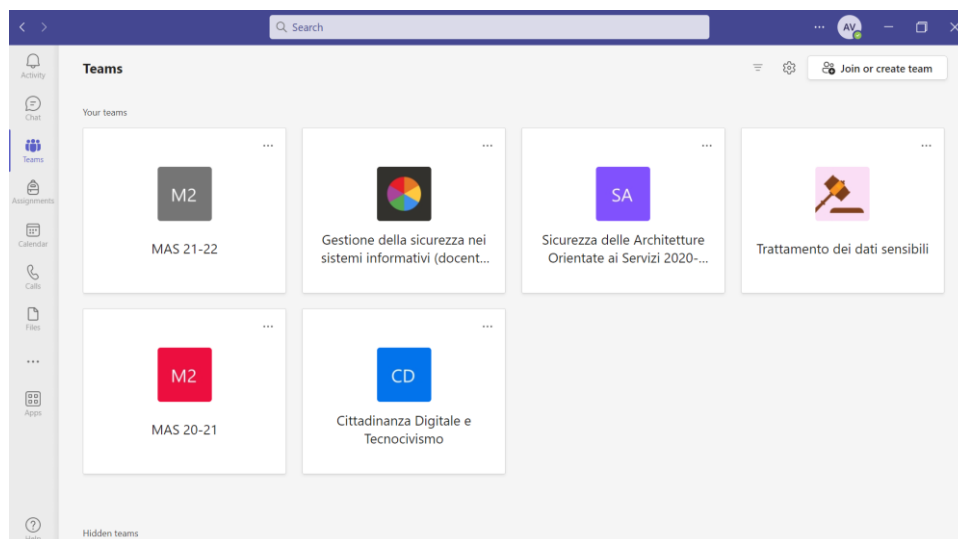 Search
...
AV
Activity
Teams
Join or create team
Chat
Your teams
Teams
Assignments
Calendar
Calls
Files
...
Apps
M2
MAS 21-22
Gestione della sicurezza nei
sistemi informativi (docent...
SA
Sicurezza delle Architetture
Orientate ai Servizi 2020-...
Trattamento dei dati sensibili
M2
MAS 20-21
CD
Cittadinanza Digitale e
Tecnocivismo
Help
Hidden teams